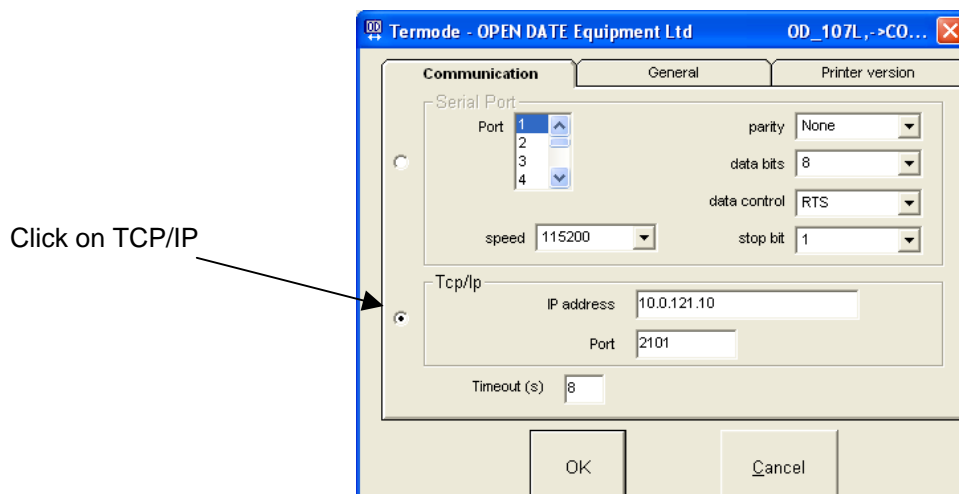 Termode - OPEN DATE Equipment Ltd OD_107L,->CO...
Communication General Printer version
Serial Port
Port 1
2
3
4
parity None
data bits 8
data control RTS
speed 115200
stop bit 1
Click on TCP/IP
Tcp/Ip
IP address 10.0.121.10
Port 2101
Timeout (s) 8
OK Cancel